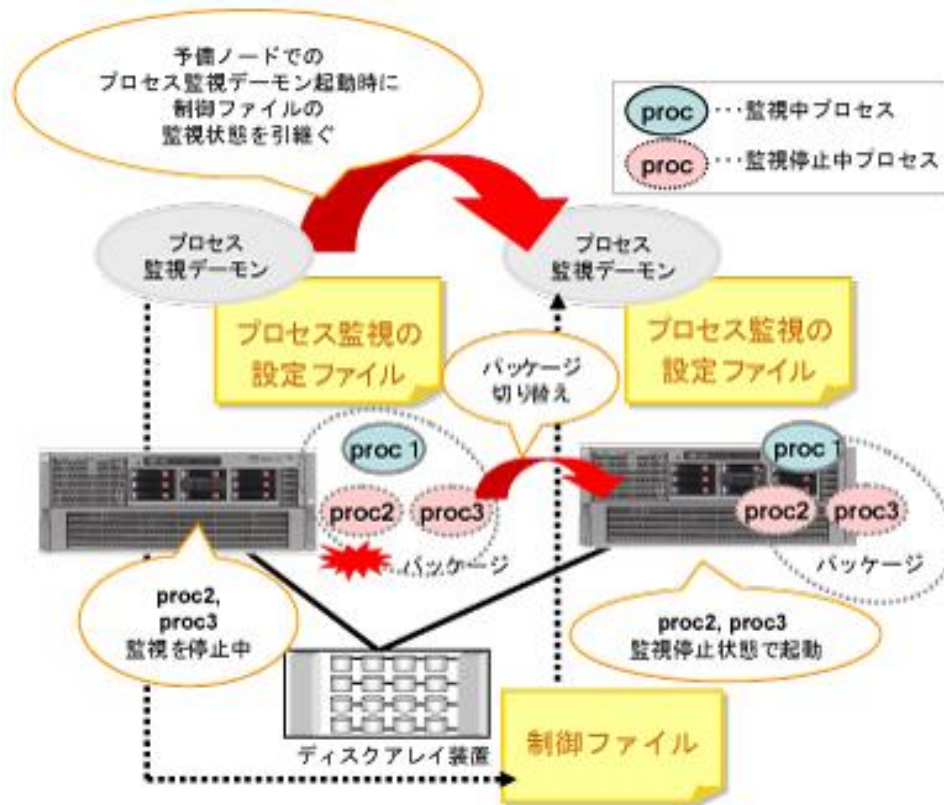 予備ノードでの
プロセス監視デーモン起動時に
制御ファイルの
監視状態を引継ぐ
proc ･･･監視中プロセス
proc ･･･監視停止中プロセス
プロセス
監視デーモン
プロセス
監視デーモン
プロセス監視の
設定ファイル
プロセス監視の
設定ファイル
パッケージ
切り替え
proc 1
proc2
proc3
パッケージ
proc 1
proc2
proc3
パッケージ
proc2,
proc3
監視を停止中
proc2, proc3
監視停止状態で起動
ディスクアレイ装置
制御ファイル